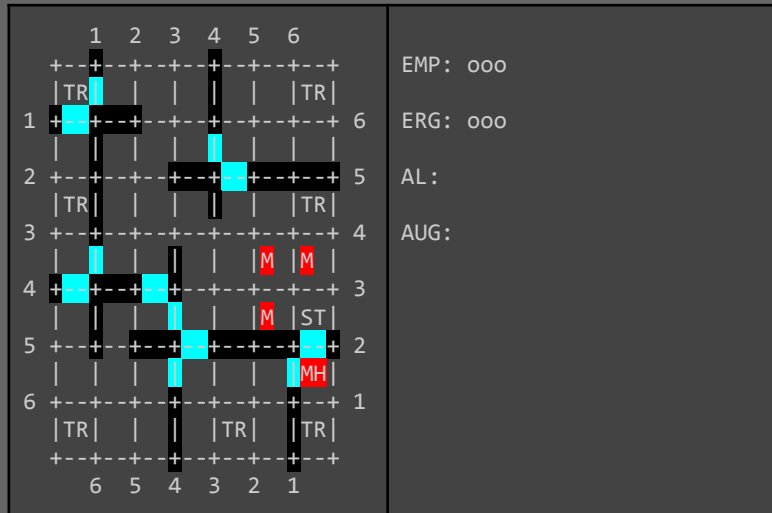 1  2  3  4  5  6
+--+--+--+--+--+--+--+ EMP: ooo
|TR|  |  |  |  |  |TR|
1 +--+--+--+--+--+--+--+ 6 ERG: ooo
|  |  |  |  |  |  |  |
2 +--+--+--+--+--+--+--+ 5 AL:
|TR|  |  |  |  |  |TR|
3 +--+--+--+--+--+--+--+ 4 AUG:
|  |  |  |  |  |M |M |
4 +--+--+--+--+--+--+--+ 3
|  |  |  |  |  |M |ST|
5 +--+--+--+--+--+--+--+ 2
|  |  |  |  |  |  |MH|
6 +--+--+--+--+--+--+--+ 1
|TR|  |  |  |TR|  |TR|
+--+--+--+--+--+--+--+
6  5  4  3  2  1